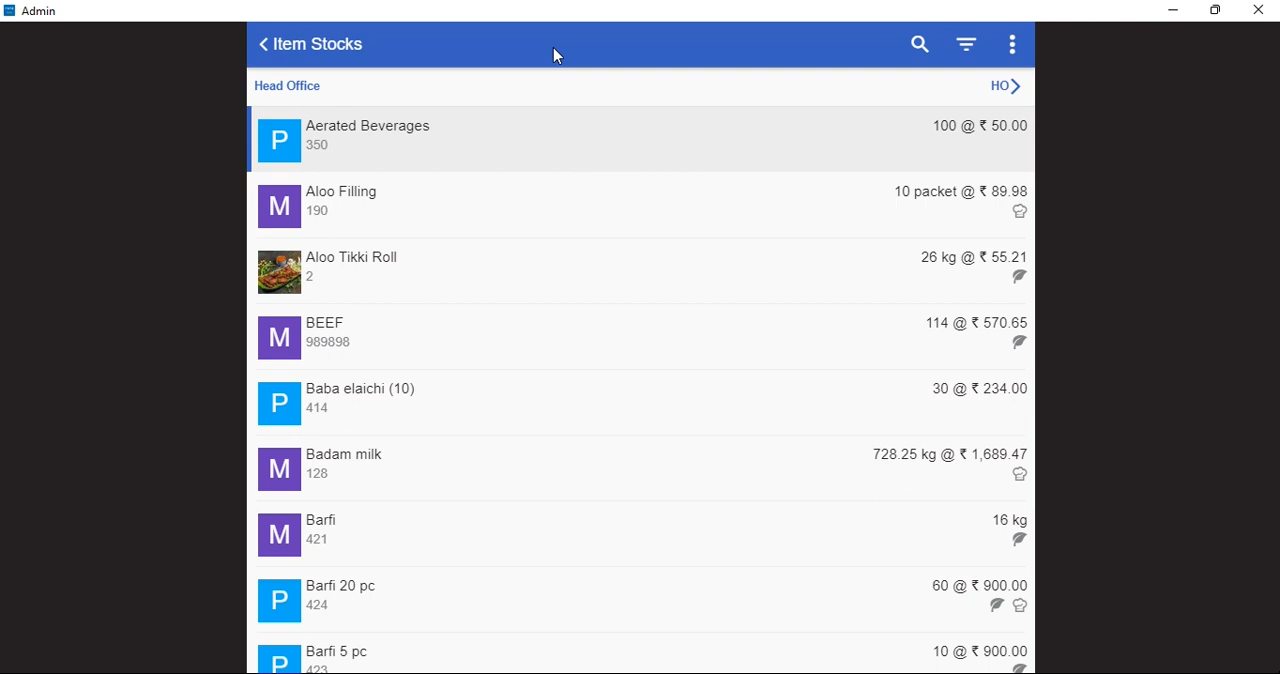 Admin
Item Stocks
Head Office HO
P Aerated Beverages 100 @ ₹ 50.00
350
M Aloo Filling 10 packet @ ₹ 89.98
190
Aloo Tikki Roll 26 kg @ ₹ 55.21
2
M BEEF 114 @ ₹ 570.65
989898
P Baba elaichi (10) 30 @ ₹ 234.00
414
M Badam milk 728.25 kg @ ₹ 1,689.47
128
M Barfi 16 kg
421
P Barfi 20 pc 60 @ ₹ 900.00
424
P Barfi 5 pc 10 @ ₹ 900.00
423